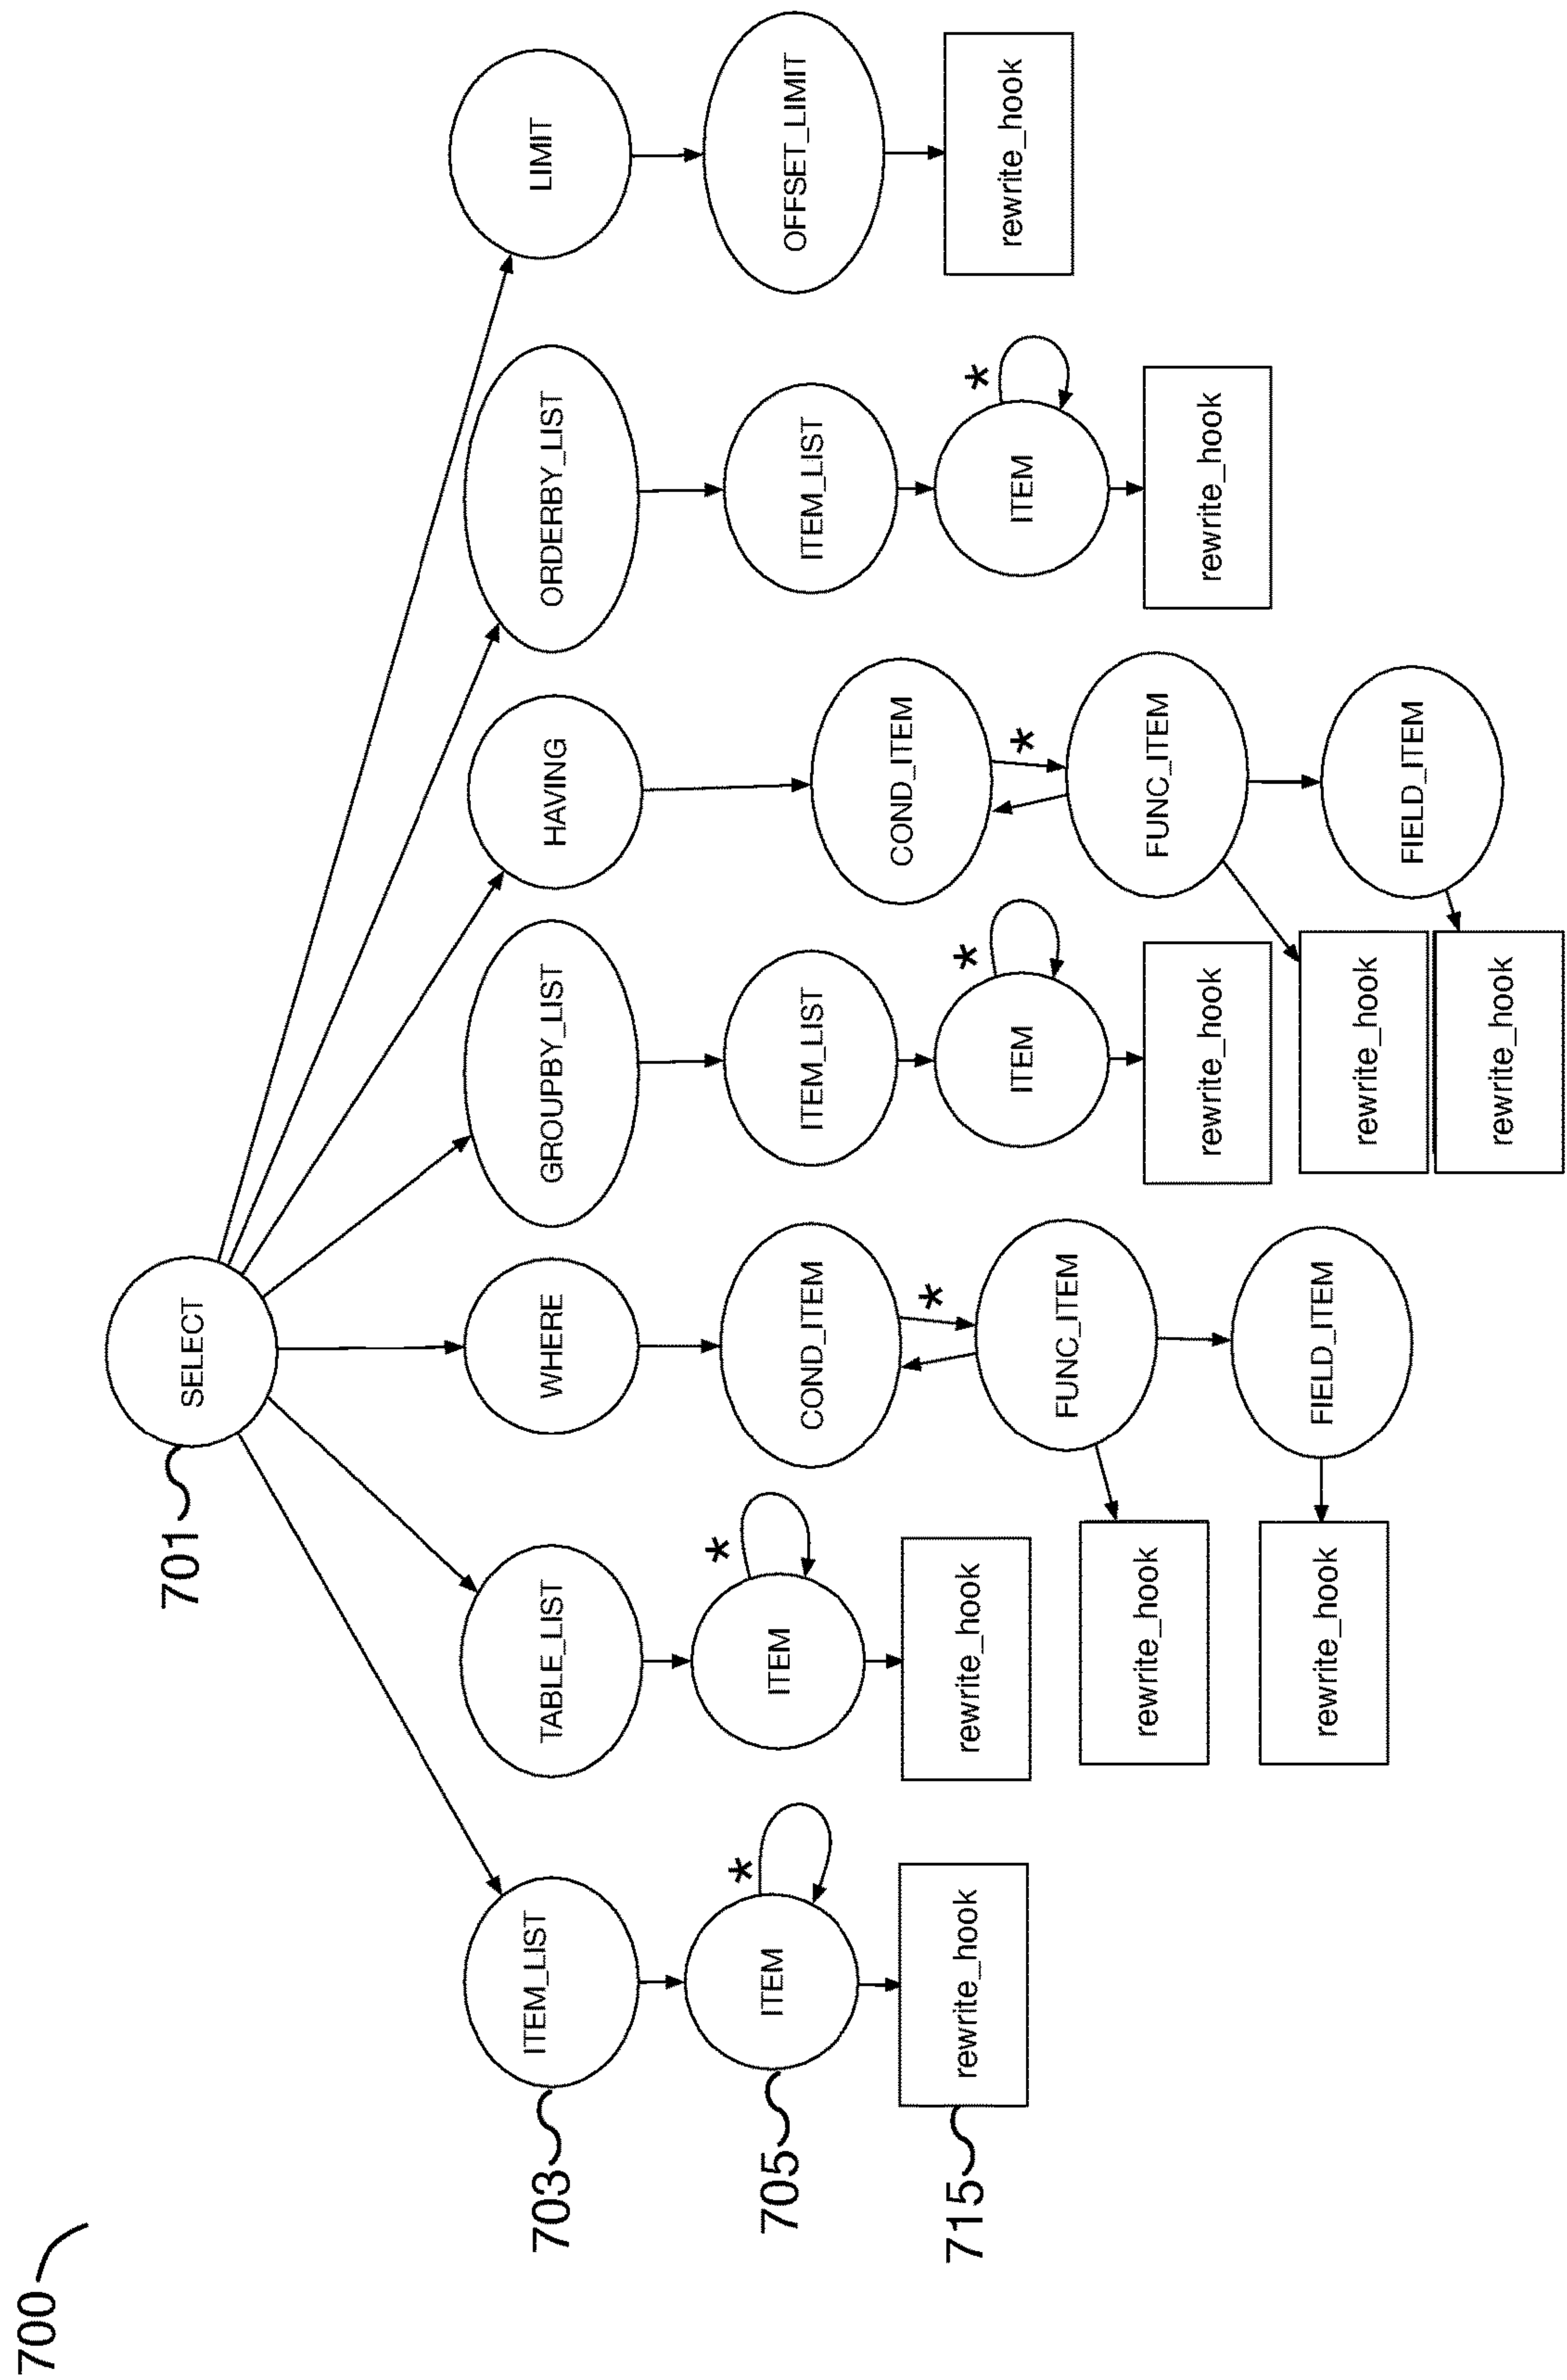 700
701
SELECT
703
ITEM_LIST
TABLE_LIST
WHERE
GROUPBY_LIST
HAVING
ORDERBY_LIST
LIMIT
705
ITEM
*
ITEM
*
COND_ITEM
*
ITEM_LIST
COND_ITEM
*
ITEM_LIST
OFFSET_LIMIT
715
rewrite_hook
rewrite_hook
FUNC_ITEM
ITEM
*
FUNC_ITEM
ITEM
*
rewrite_hook
rewrite_hook
FIELD_ITEM
rewrite_hook
FIELD_ITEM
rewrite_hook
rewrite_hook
rewrite_hook
rewrite_hook